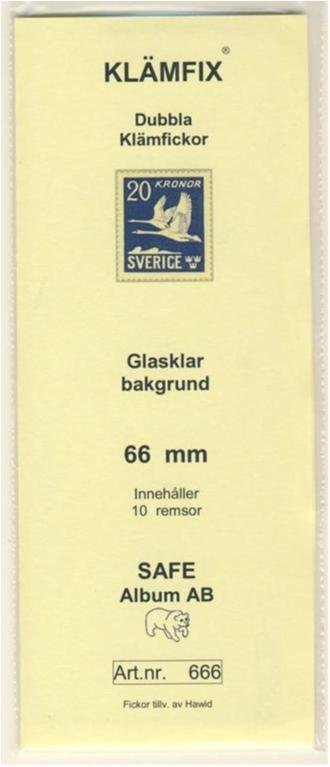 KLÄMFIX®
Dubbla
Klämfickor
20 KRONOR
SVERIGE
Glasklar
bakgrund
66 mm
Innehåller
10 remsor
SAFE
Album AB
Art.nr. 666
Fickor tillv. av Hawid